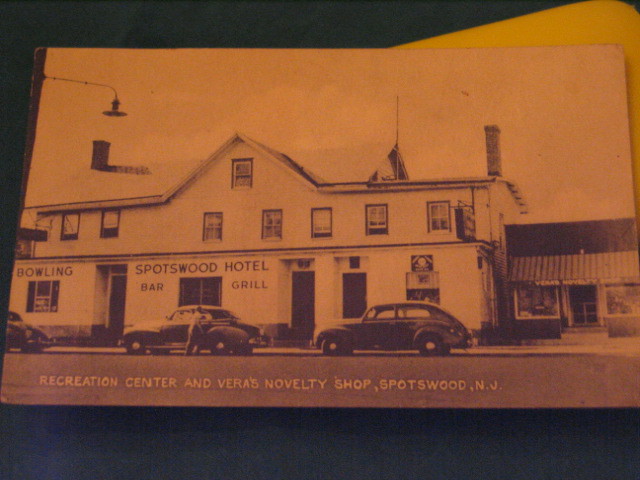 BOWLING
SPOTSWOOD HOTEL
BAR GRILL
RECREATION CENTER AND VERA'S NOVELTY SHOP, SPOTSWOOD, N.J.